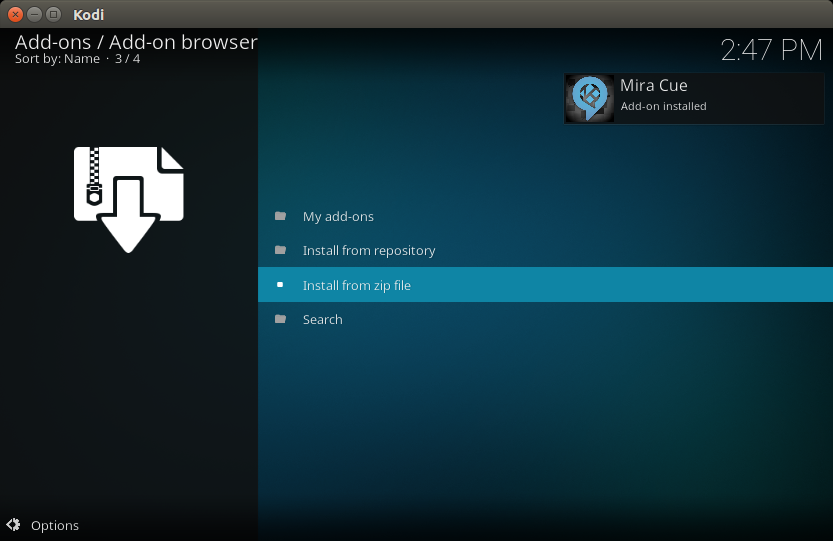 Kodi
Add-ons / Add-on browser
Sort by: Name · 3 / 4
2:47 PM
Mira Cue
Add-on installed
My add-ons
Install from repository
Install from zip file
Search
Options